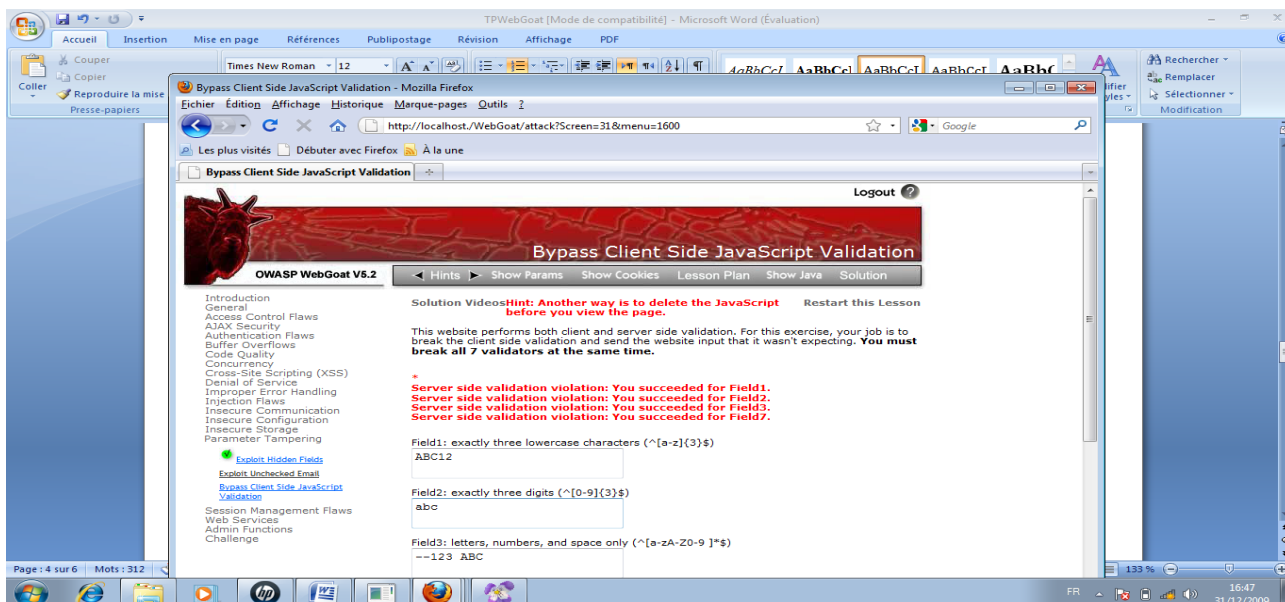 TPWebGoat [Mode de compatibilité] - Microsoft Word (Évaluation)
Accueil Insertion Mise en page Références Publipostage Révision Affichage PDF
Couper
Copier
Reproduire la mise
Coller
Presse-papiers
Times New Roman 12
AaBbCcI AaBbCcI AaBbCcI AaBbCcI AaBb(
Rechercher
Remplacer
Sélectionner
Modification
Bypass Client Side JavaScript Validation - Mozilla Firefox
Fichier Édition Affichage Historique Marque-pages Outils ?
http://localhost./WebGoat/attack?Screen=31&menu=1600
Google
Les plus visités Débuter avec Firefox À la une
Bypass Client Side JavaScript Validation
Logout ?
Bypass Client Side JavaScript Validation
OWASP WebGoat V5.2
Hints Show Params Show Cookies Lesson Plan Show Java Solution
Introduction
General
Access Control Flaws
AJAX Security
Authentication Flaws
Buffer Overflows
Code Quality
Concurrency
Cross-Site Scripting (XSS)
Denial of Service
Improper Error Handling
Injection Flaws
Insecure Communication
Insecure Configuration
Insecure Storage
Parameter Tampering
Exploit Hidden Fields
Exploit Unchecked Email
Bypass Client Side JavaScript
Validation
Session Management Flaws
Web Services
Admin Functions
Challenge
Solution Videos Hint: Another way is to delete the JavaScript Restart this Lesson
before you view the page.
This website performs both client and server side validation. For this exercise, your job is to
break the client side validation and send the website input that it wasn't expecting. You must
break all 7 validators at the same time.
*
Server side validation violation: You succeeded for Field1.
Server side validation violation: You succeeded for Field2.
Server side validation violation: You succeeded for Field3.
Server side validation violation: You succeeded for Field7.
Field1: exactly three lowercase characters (^[a-z]{3}$)
ABC12
Field2: exactly three digits (^[0-9]{3}$)
abc
Field3: letters, numbers, and space only (^[a-zA-Z0-9 ]*$)
--123 ABC
Page : 4 sur 6 Mots : 312
133 %
FR
16:47
31/12/2009